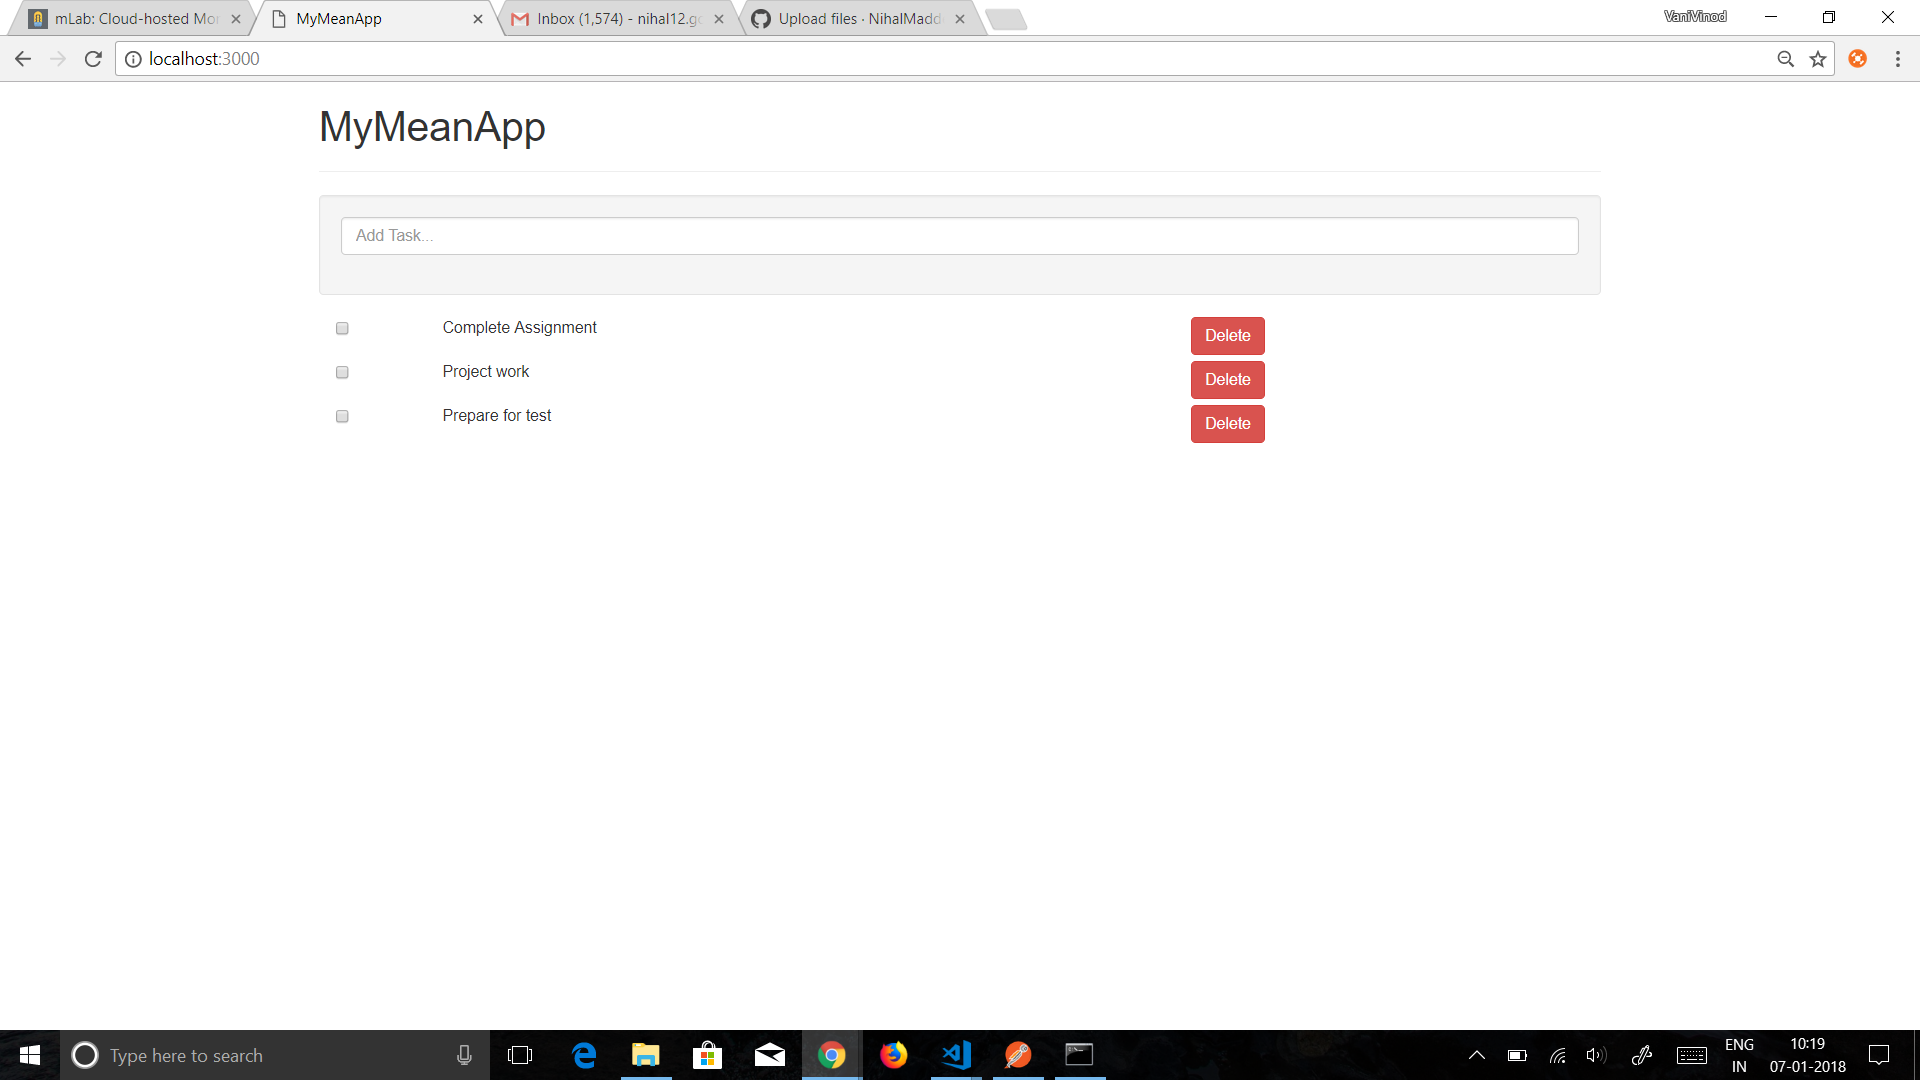 mLab: Cloud-hosted Mon
MyMeanApp
Inbox (1,574) - nihal12.go
Upload files · NihalMadd
VaniVinod
localhost:3000
MyMeanApp
Add Task...
Complete Assignment
Delete
Project work
Delete
Prepare for test
Delete
Type here to search
ENG
IN
10:19
07-01-2018